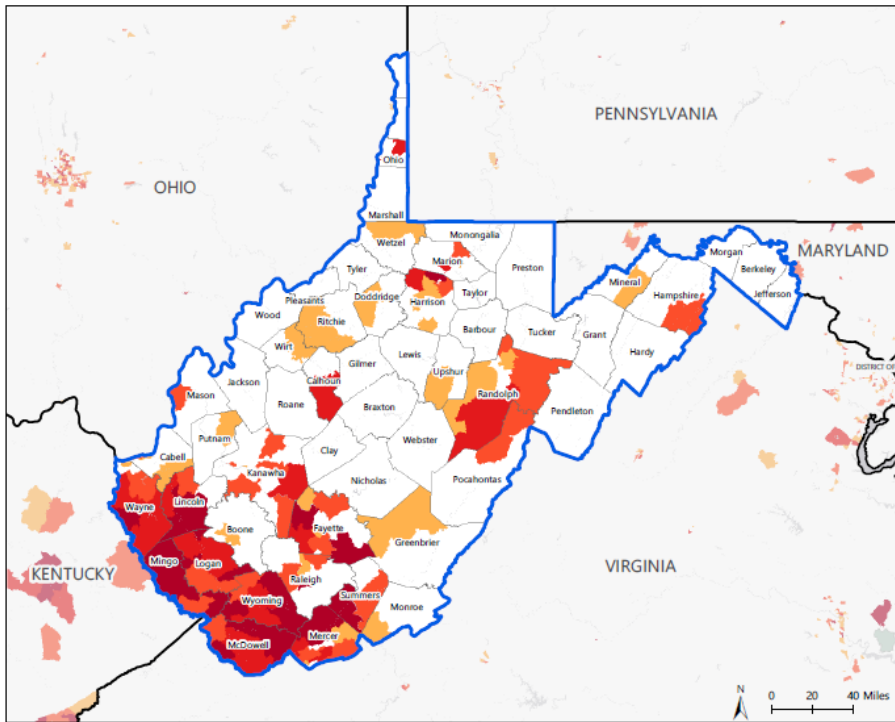 PENNSYLVANIA
Ohio
OHIO
Marshall
Wetzel
Monongalia
Marion
Preston
Morgan
MARYLAND
Tyler
Berkeley
Mineral
Pleasants
Doddridge
Harrison
Taylor
Hampshire
Jefferson
Wood
Ritchie
Barbour
Tucker
Grant
Wirt
Lewis
Hardy
Gilmer
DISTRICT OF
Calhoun
Upshur
Jackson
Randolph
Mason
Roane
Braxton
Pendleton
Putnam
Webster
Cabell
Clay
Kanawha
Pocahontas
Nicholas
Lincoln
Wayne
Boone
Fayette
Greenbrier
Mingo
Logan
VIRGINIA
KENTUCKY
Raleigh
Summers
Wyoming
Monroe
Mercer
McDowell
N
0 20 40 Miles